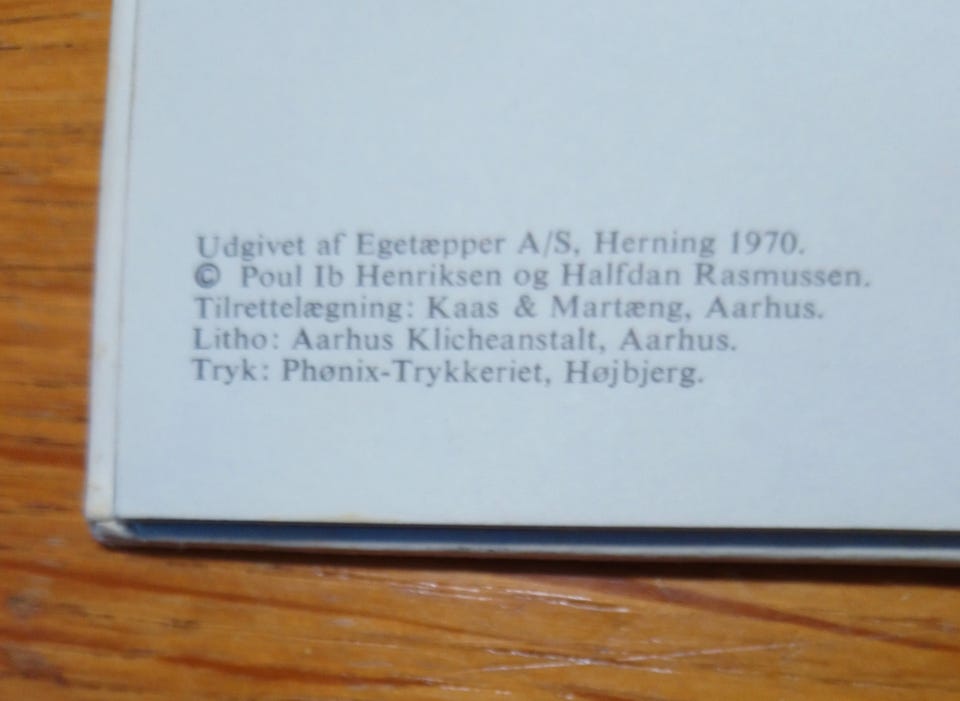 Udgivet af Egetæpper A/S, Herning 1970.
© Poul Ib Henriksen og Halfdan Rasmussen.
Tilrettelægning: Kaas & Martæng, Aarhus.
Litho: Aarhus Klicheanstalt, Aarhus.
Tryk: Phønix-Trykkeriet, Højbjerg.